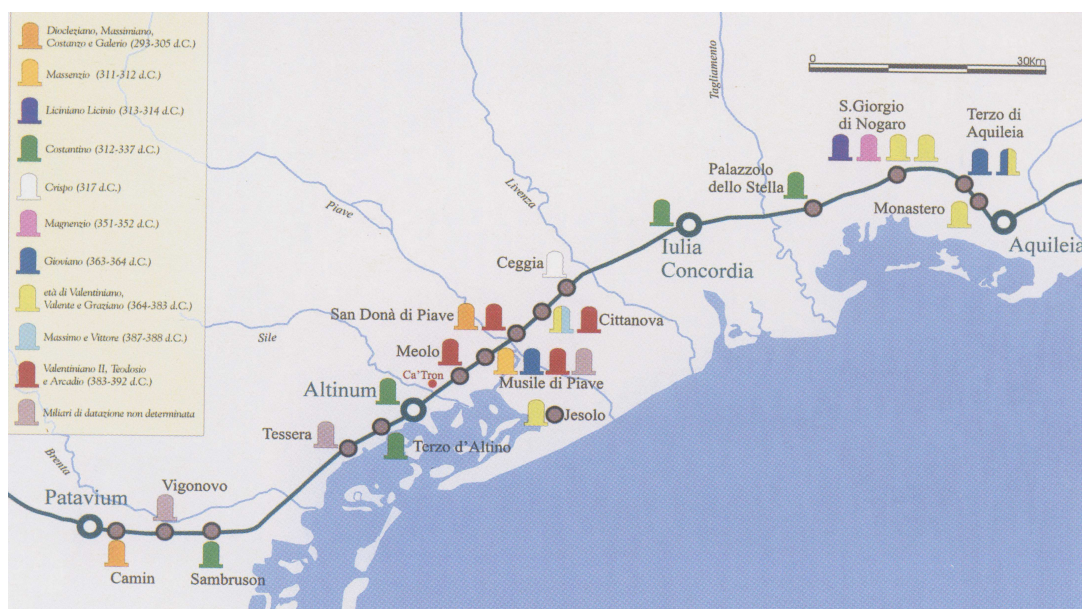 Diocleziano, Massimiano,
Costanzo e Galerio (293-305 d.C.)
Massenzio (311-312 d.C.)
Liciniano Licinio (313-314 d.C.)
Costantino (312-337 d.C.)
Crispo (317 d.C.)
Magnenzio (351-352 d.C.)
Gioviano (363-364 d.C.)
età di Valentiniano,
Valente e Graziano (364-383 d.C.)
Massimo e Vittore (387-388 d.C.)
Valentiniano II, Teodosio
e Arcadio (383-392 d.C.)
Miliari di datazione non determinata
0 30Km
Tagliamento
S.Giorgio
di Nogaro
Terzo di
Aquileia
Palazzolo
dello Stella
Monastero
Aquileia
Iulia
Concordia
Livenza
Piave
Ceggia
Cittanova
San Donà di Piave
Sile
Meolo
Ca'Tron
Musile di Piave
Altinum
Jesolo
Tessera
Terzo d'Altino
Brenta
Patavium
Vigonovo
Camin
Sambruson